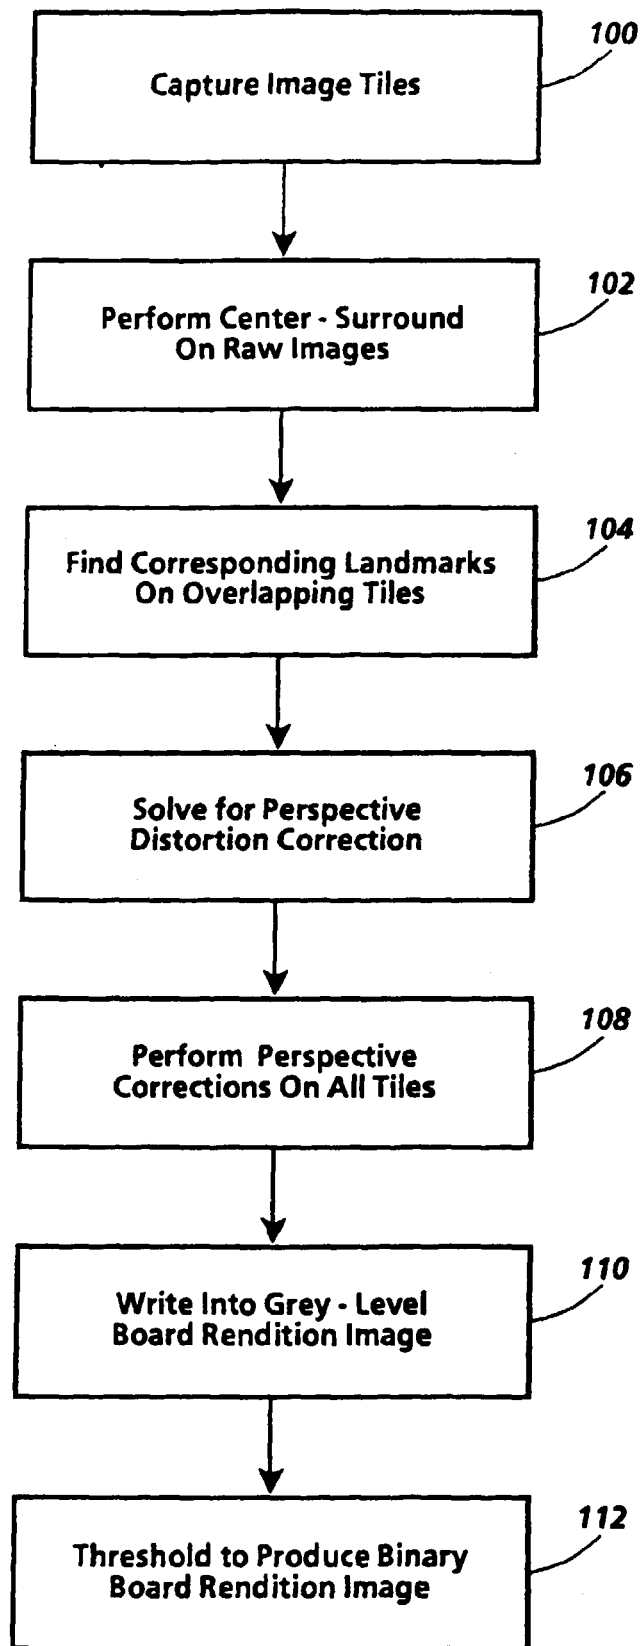 100
Capture Image Tiles
102
Perform Center - Surround
On Raw Images
104
Find Corresponding Landmarks
On Overlapping Tiles
106
Solve for Perspective
Distortion Correction
108
Perform Perspective
Corrections On All Tiles
110
Write Into Grey - Level
Board Rendition Image
112
Threshold to Produce Binary
Board Rendition Image